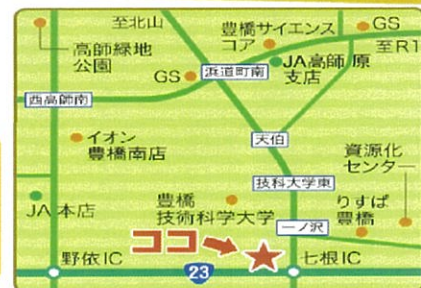 至北山
豊橋サイエンス
コア
GS
至R1
高師緑地
公園
GS
浜道町南
JA高師原
支店
西高師南
イオン
豊橋南店
天伯
資源化
センター
技科大学東
JA本店
豊橋
技術科学大学
りすぱ
豊橋
一ノ沢
ココ
野依IC
23
七根IC